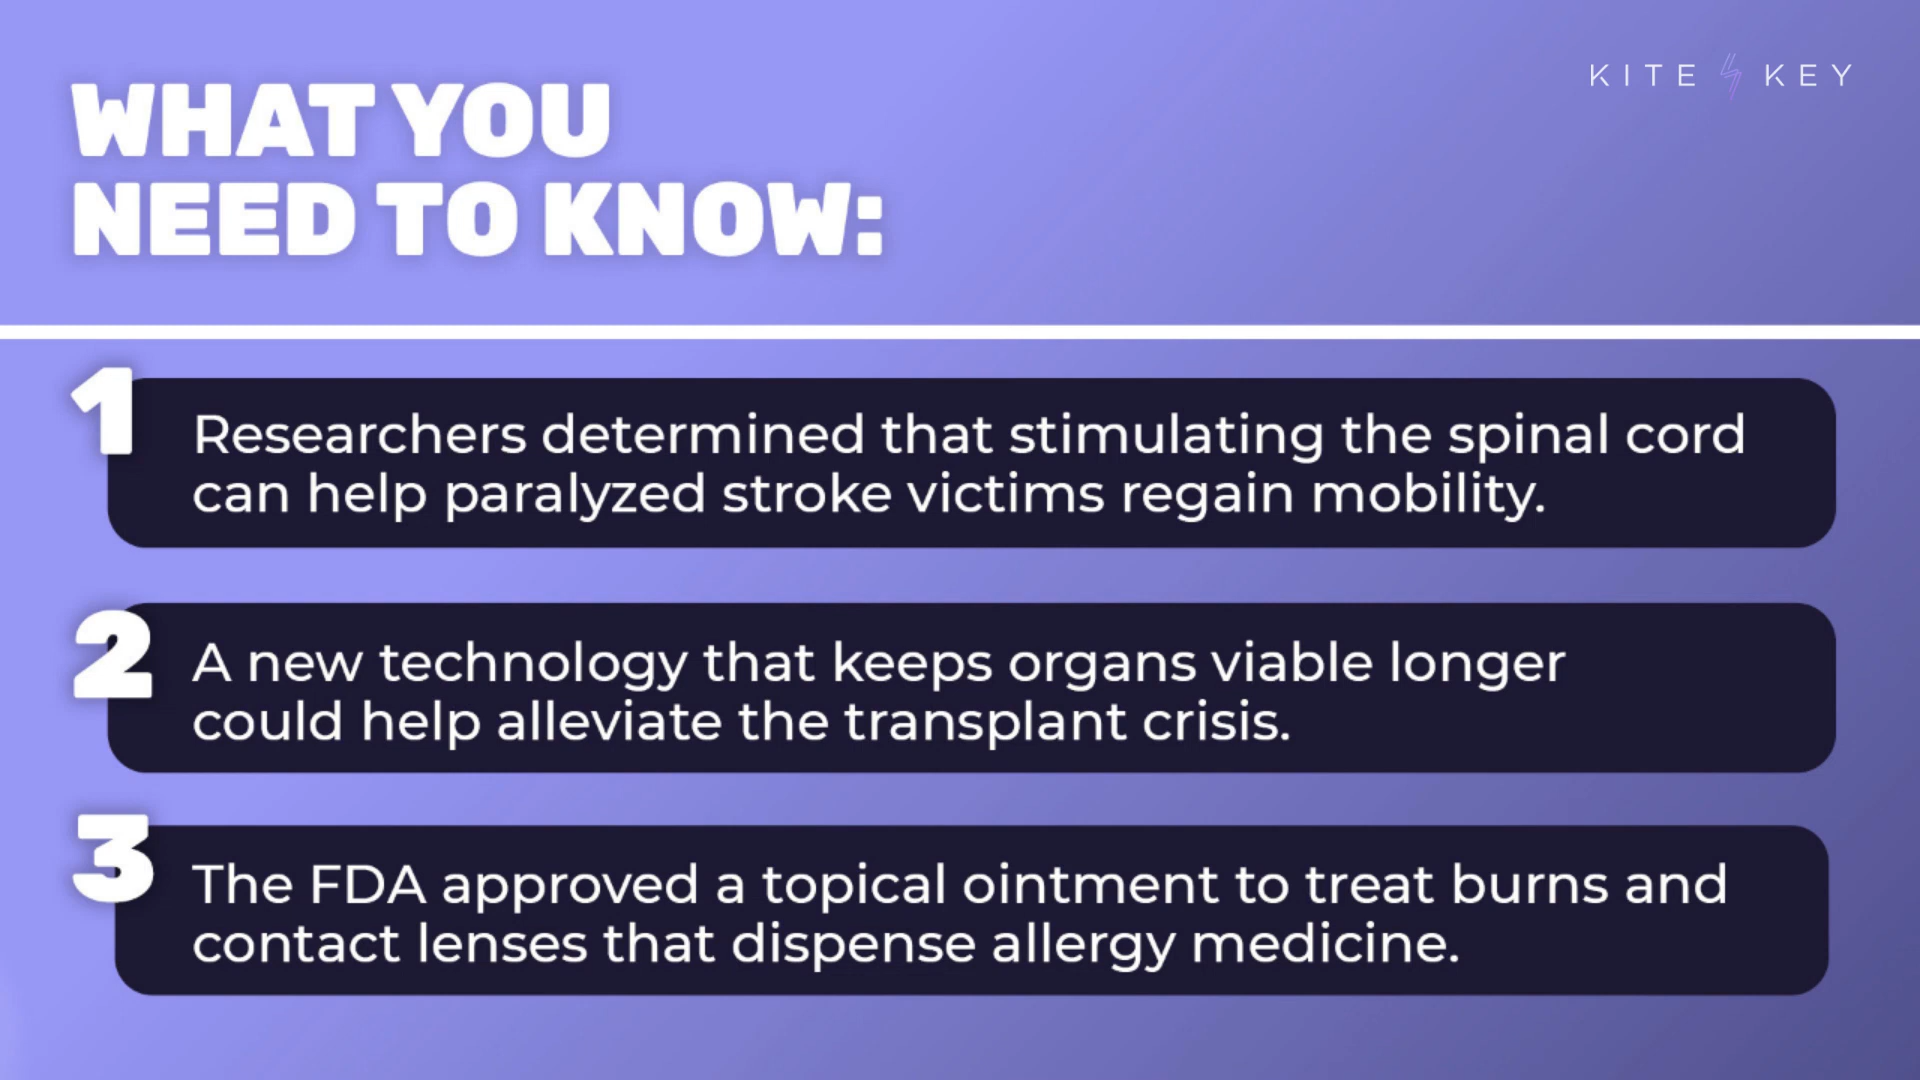 WHAT YOU
NEED TO KNOW:
KITE KEY
1
Researchers determined that stimulating the spinal cord
can help paralyzed stroke victims regain mobility.
2
A new technology that keeps organs viable longer
could help alleviate the transplant crisis.
3
The FDA approved a topical ointment to treat burns and
contact lenses that dispense allergy medicine.